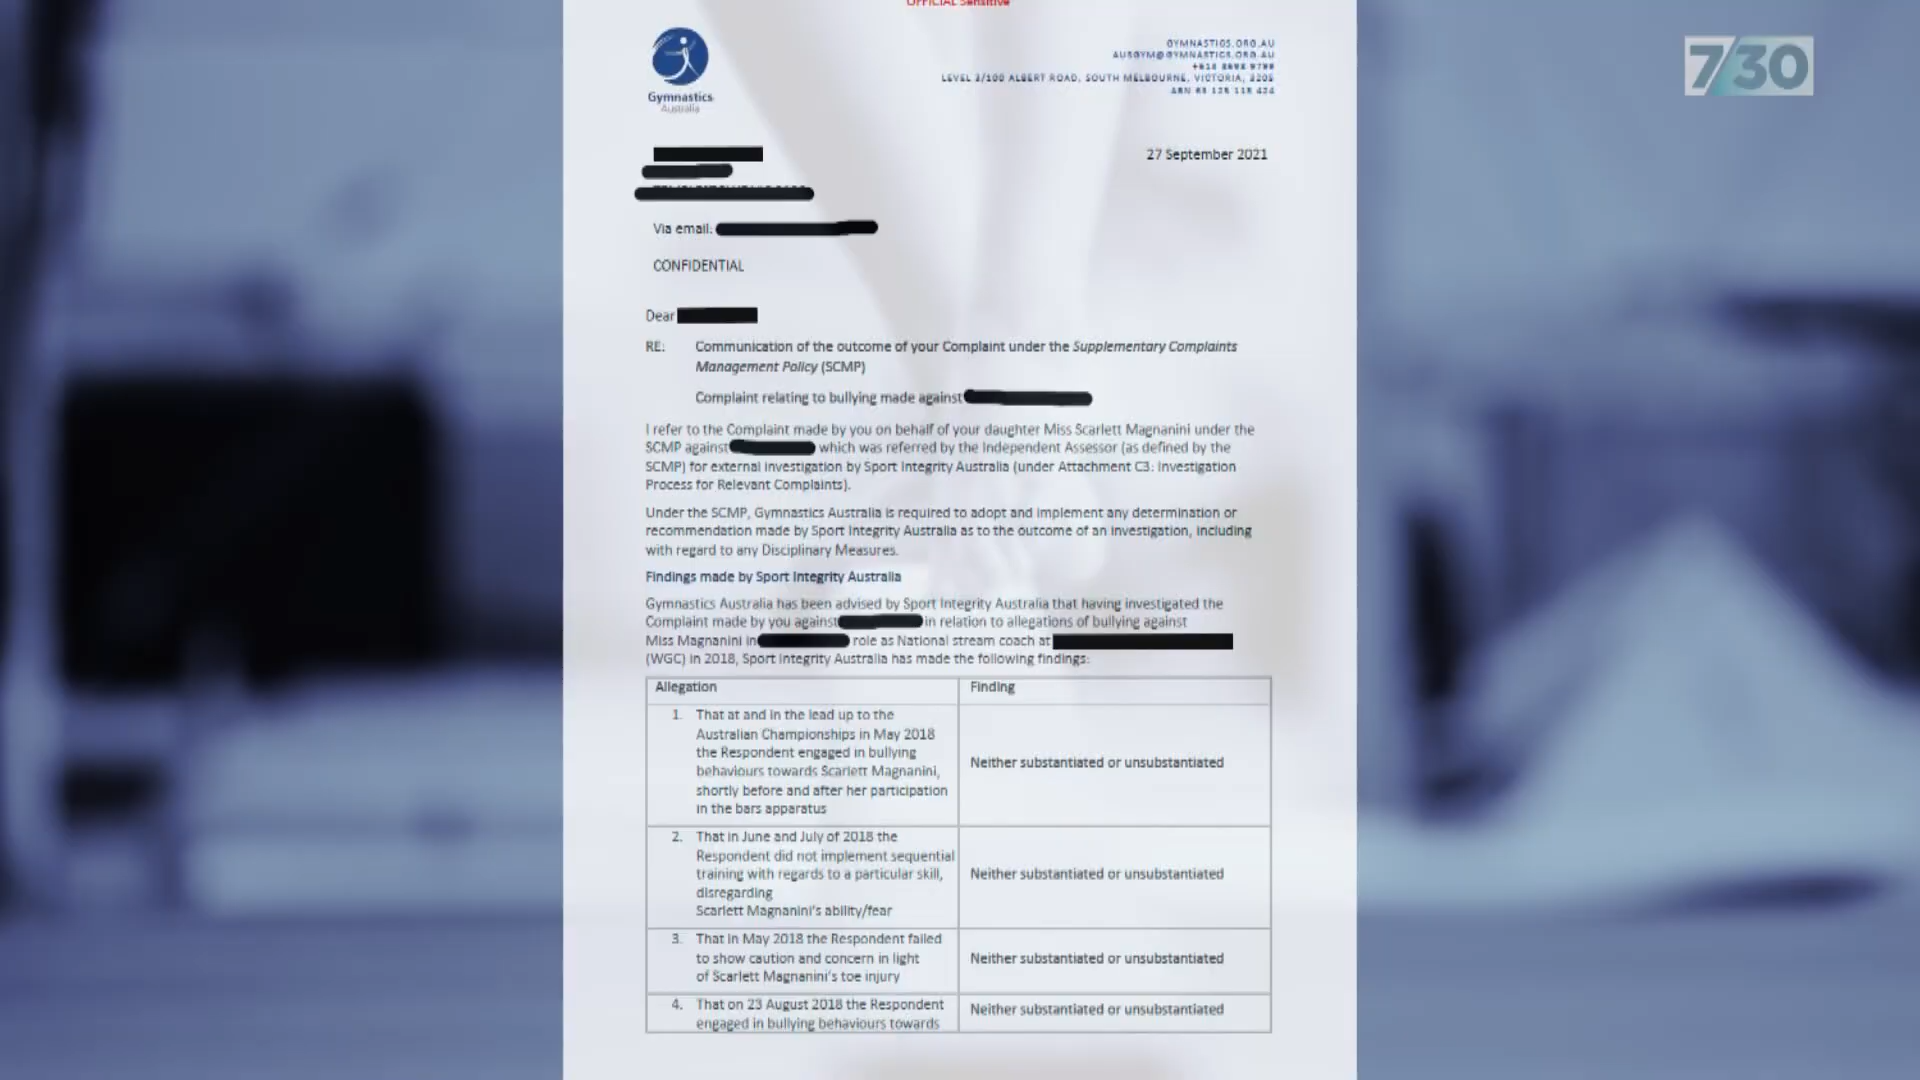 OFFICIAL Sensitive
7/30
Gymnastics
Australia
GYMNASTICS.ORG.AU
AUSGYM@GYMNASTICS.ORG.AU
LEVEL 3/100 ALBERT ROAD, SOUTH MELBOURNE, VICTORIA, 3205
27 September 2021
Via email:
CONFIDENTIAL
Dear
RE: Communication of the outcome of your Complaint under the Supplementary Complaints
Management Policy (SCMP)
Complaint relating to bullying made against
I refer to the Complaint made by you on behalf of your daughter Miss Scarlett Magnanini under the
SCMP against which was referred by the Independent Assessor (as defined by the
SCMP) for external investigation by Sport Integrity Australia (under Attachment C3: Investigation
Process for Relevant Complaints).
Under the SCMP, Gymnastics Australia is required to adopt and implement any determination or
recommendation made by Sport Integrity Australia as to the outcome of an investigation, including
with regard to any Disciplinary Measures.
Findings made by Sport Integrity Australia
Gymnastics Australia has been advised by Sport Integrity Australia that having investigated the
Complaint made by you against in relation to allegations of bullying against
Miss Magnanini in role as National stream coach at
(WGC) in 2018, Sport Integrity Australia has made the following findings:
Allegation
Finding
1. That at and in the lead up to the
Australian Championships in May 2018
the Respondent engaged in bullying
behaviours towards Scarlett Magnanini,
shortly before and after her participation
in the bars apparatus
Neither substantiated or unsubstantiated
2. That in June and July of 2018 the
Respondent did not implement sequential
training with regards to a particular skill,
disregarding
Scarlett Magnanini's ability/fear
Neither substantiated or unsubstantiated
3. That in May 2018 the Respondent failed
to show caution and concern in light
of Scarlett Magnanini's toe injury
Neither substantiated or unsubstantiated
4. That on 23 August 2018 the Respondent
engaged in bullying behaviours towards
Neither substantiated or unsubstantiated